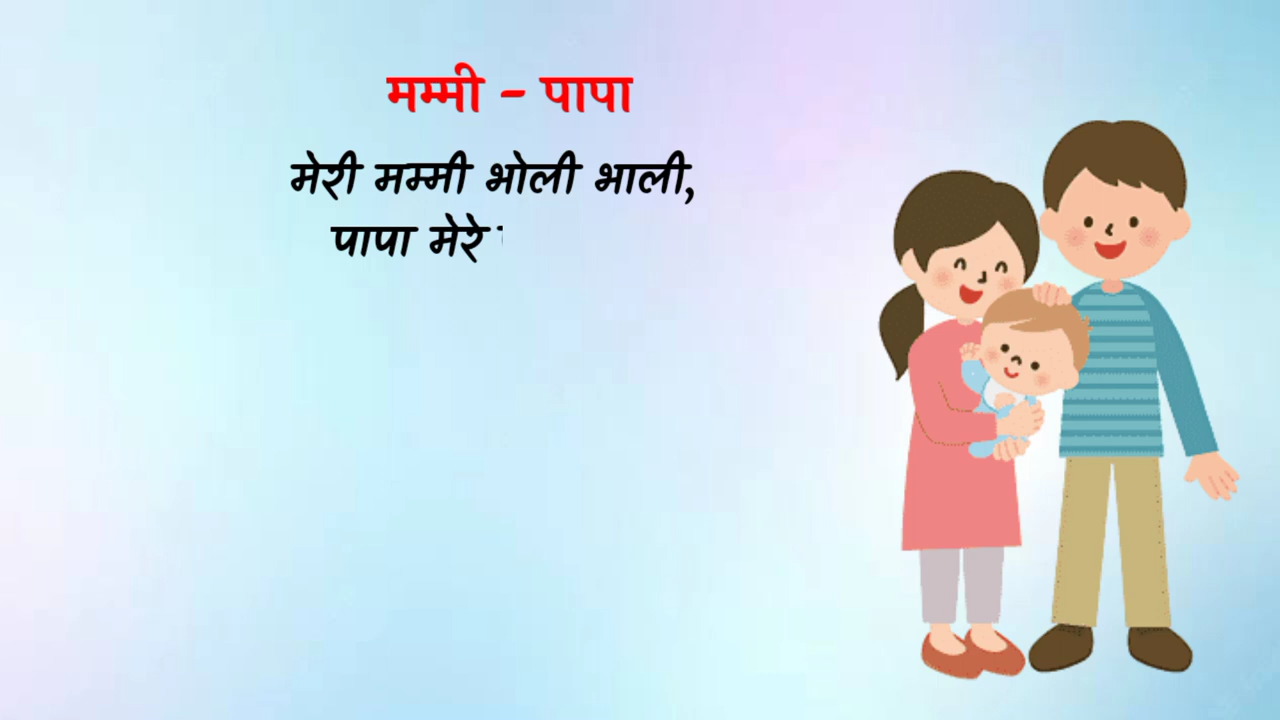 मम्मी - पापा
मेरी मम्मी भोली भाली,
पापा मेरे